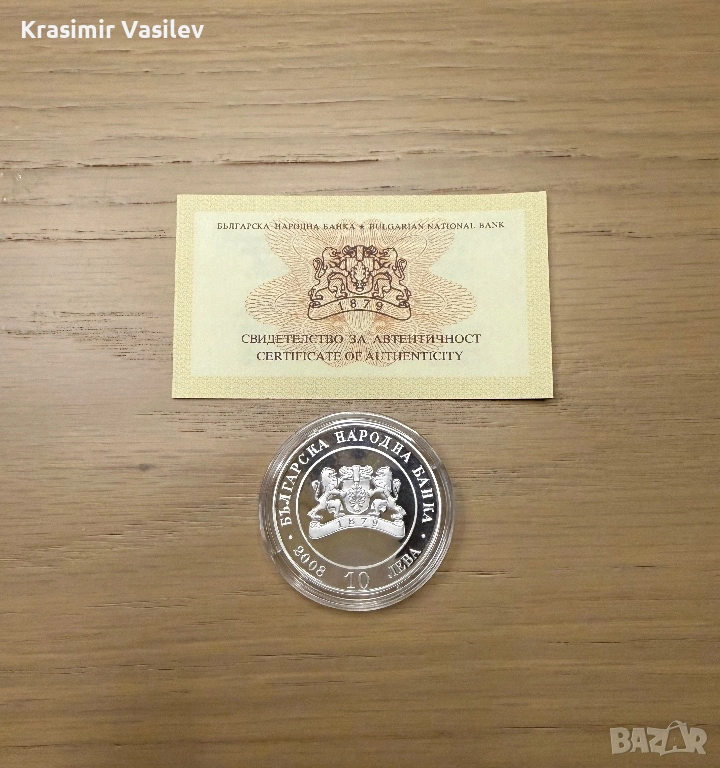 Krasimir Vasilev
БЪЛГАРСКА НАРОДНА БАНКА ★ BULGARIAN NATIONAL BANK
1879
СВИДЕТЕЛСТВО ЗА АВТЕНТИЧНОСТ
CERTIFICATE OF AUTHENTICITY
• БЪЛГАРСКА НАРОДНА БАНКА •
1879
2008 10 ЛЕВА
BAZAR